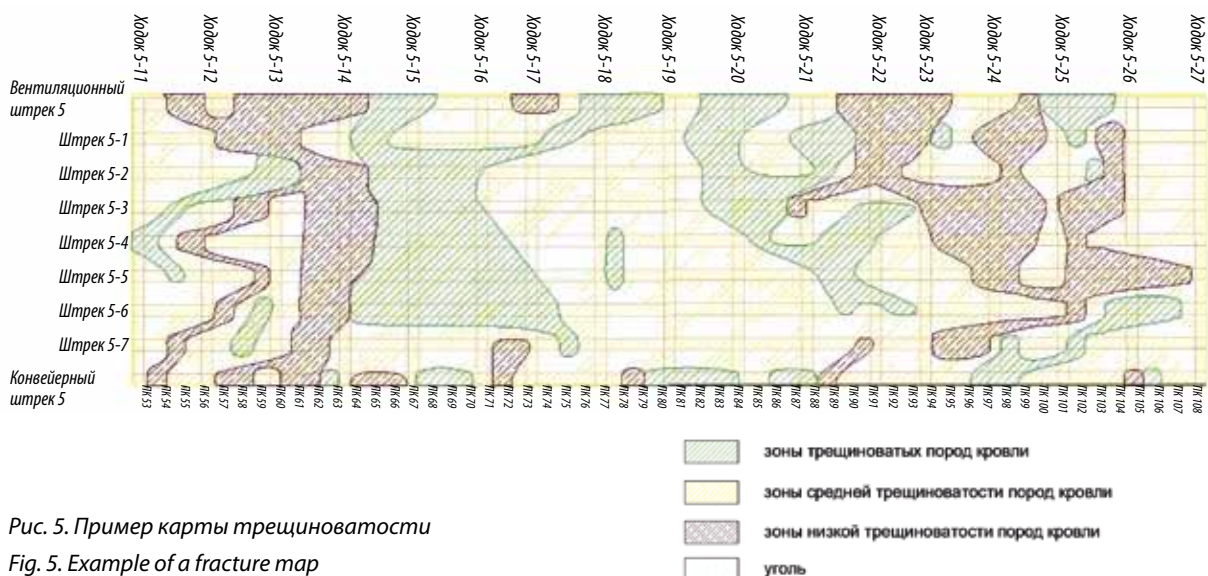 Ходок 5-11
Ходок 5-12
Ходок 5-13
Ходок 5-14
Ходок 5-15
Ходок 5-16
Ходок 5-17
Ходок 5-18
Ходок 5-19
Ходок 5-20
Ходок 5-21
Ходок 5-22
Ходок 5-23
Ходок 5-24
Ходок 5-25
Ходок 5-26
Ходок 5-27
Вентиляционный
штрек 5
Штрек 5-1
Штрек 5-2
Штрек 5-3
Штрек 5-4
Штрек 5-5
Штрек 5-6
Штрек 5-7
Конвейерный
штрек 5
ПК 53
ПК 54
ПК 55
ПК 56
ПК 57
ПК 58
ПК 59
ПК 60
ПК 61
ПК 62
ПК 63
ПК 64
ПК 65
ПК 66
ПК 67
ПК 68
ПК 69
ПК 70
ПК 71
ПК 72
ПК 73
ПК 74
ПК 75
ПК 76
ПК 77
ПК 78
ПК 79
ПК 80
ПК 81
ПК 82
ПК 83
ПК 84
ПК 85
ПК 86
ПК 87
ПК 88
ПК 89
ПК 90
ПК 91
ПК 92
ПК 93
ПК 94
ПК 95
ПК 96
ПК 97
ПК 98
ПК 99
ПК 100
ПК 101
ПК 102
ПК 103
ПК 104
ПК 105
ПК 106
ПК 107
ПК 108
зоны трещиноватых пород кровли
зоны средней трещиноватости пород кровли
зоны низкой трещиноватости пород кровли
уголь
Рис. 5. Пример карты трещиноватости
Fig. 5. Example of a fracture map